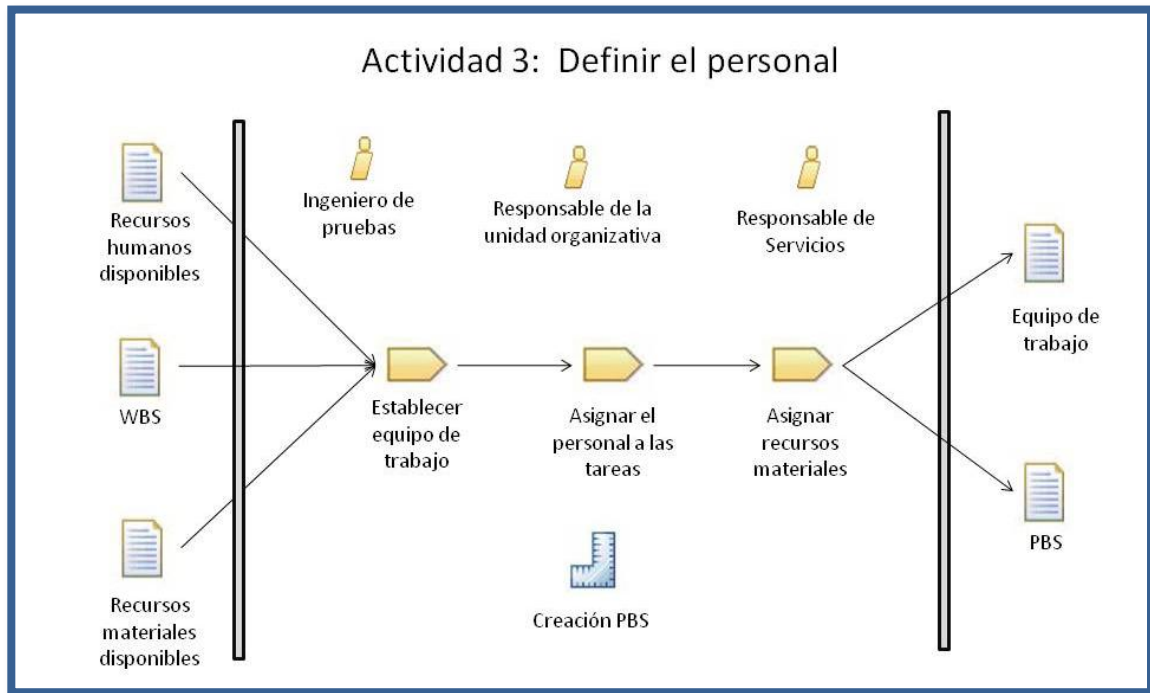 Actividad 3:  Definir el personal
Recursos
humanos
disponibles
WBS
Recursos
materiales
disponibles
Ingeniero de
pruebas
Responsable de la
unidad organizativa
Responsable de
Servicios
Establecer
equipo de
trabajo
Asignar el
personal a las
tareas
Asignar
recursos
materiales
Creación PBS
Equipo de
trabajo
PBS